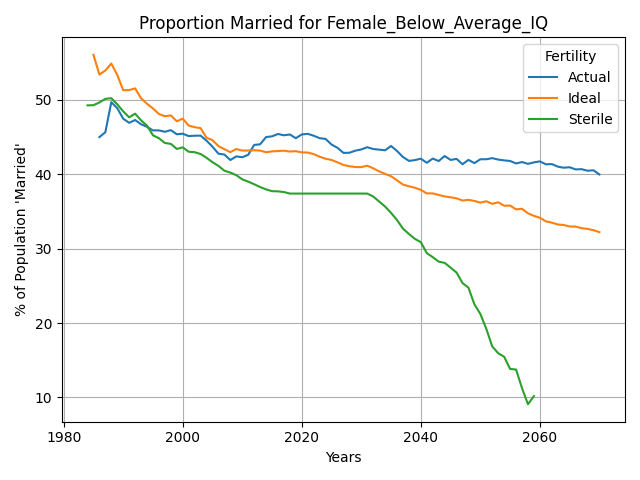 Proportion Married for Female_Below_Average_IQ
% of Population 'Married'
50
40
30
20
10
1980
2000
2020
2040
2060
Years
Fertility
Actual
Ideal
Sterile